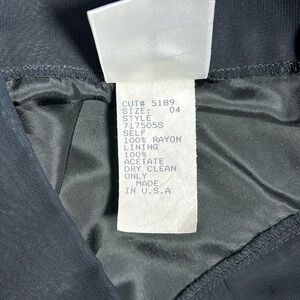 CUT# 5189
SIZE: 04
STYLE
717505S
SELF
100% RAYON
LINING
100%
ACETATE
DRY CLEAN
ONLY
MADE
IN U.S.A